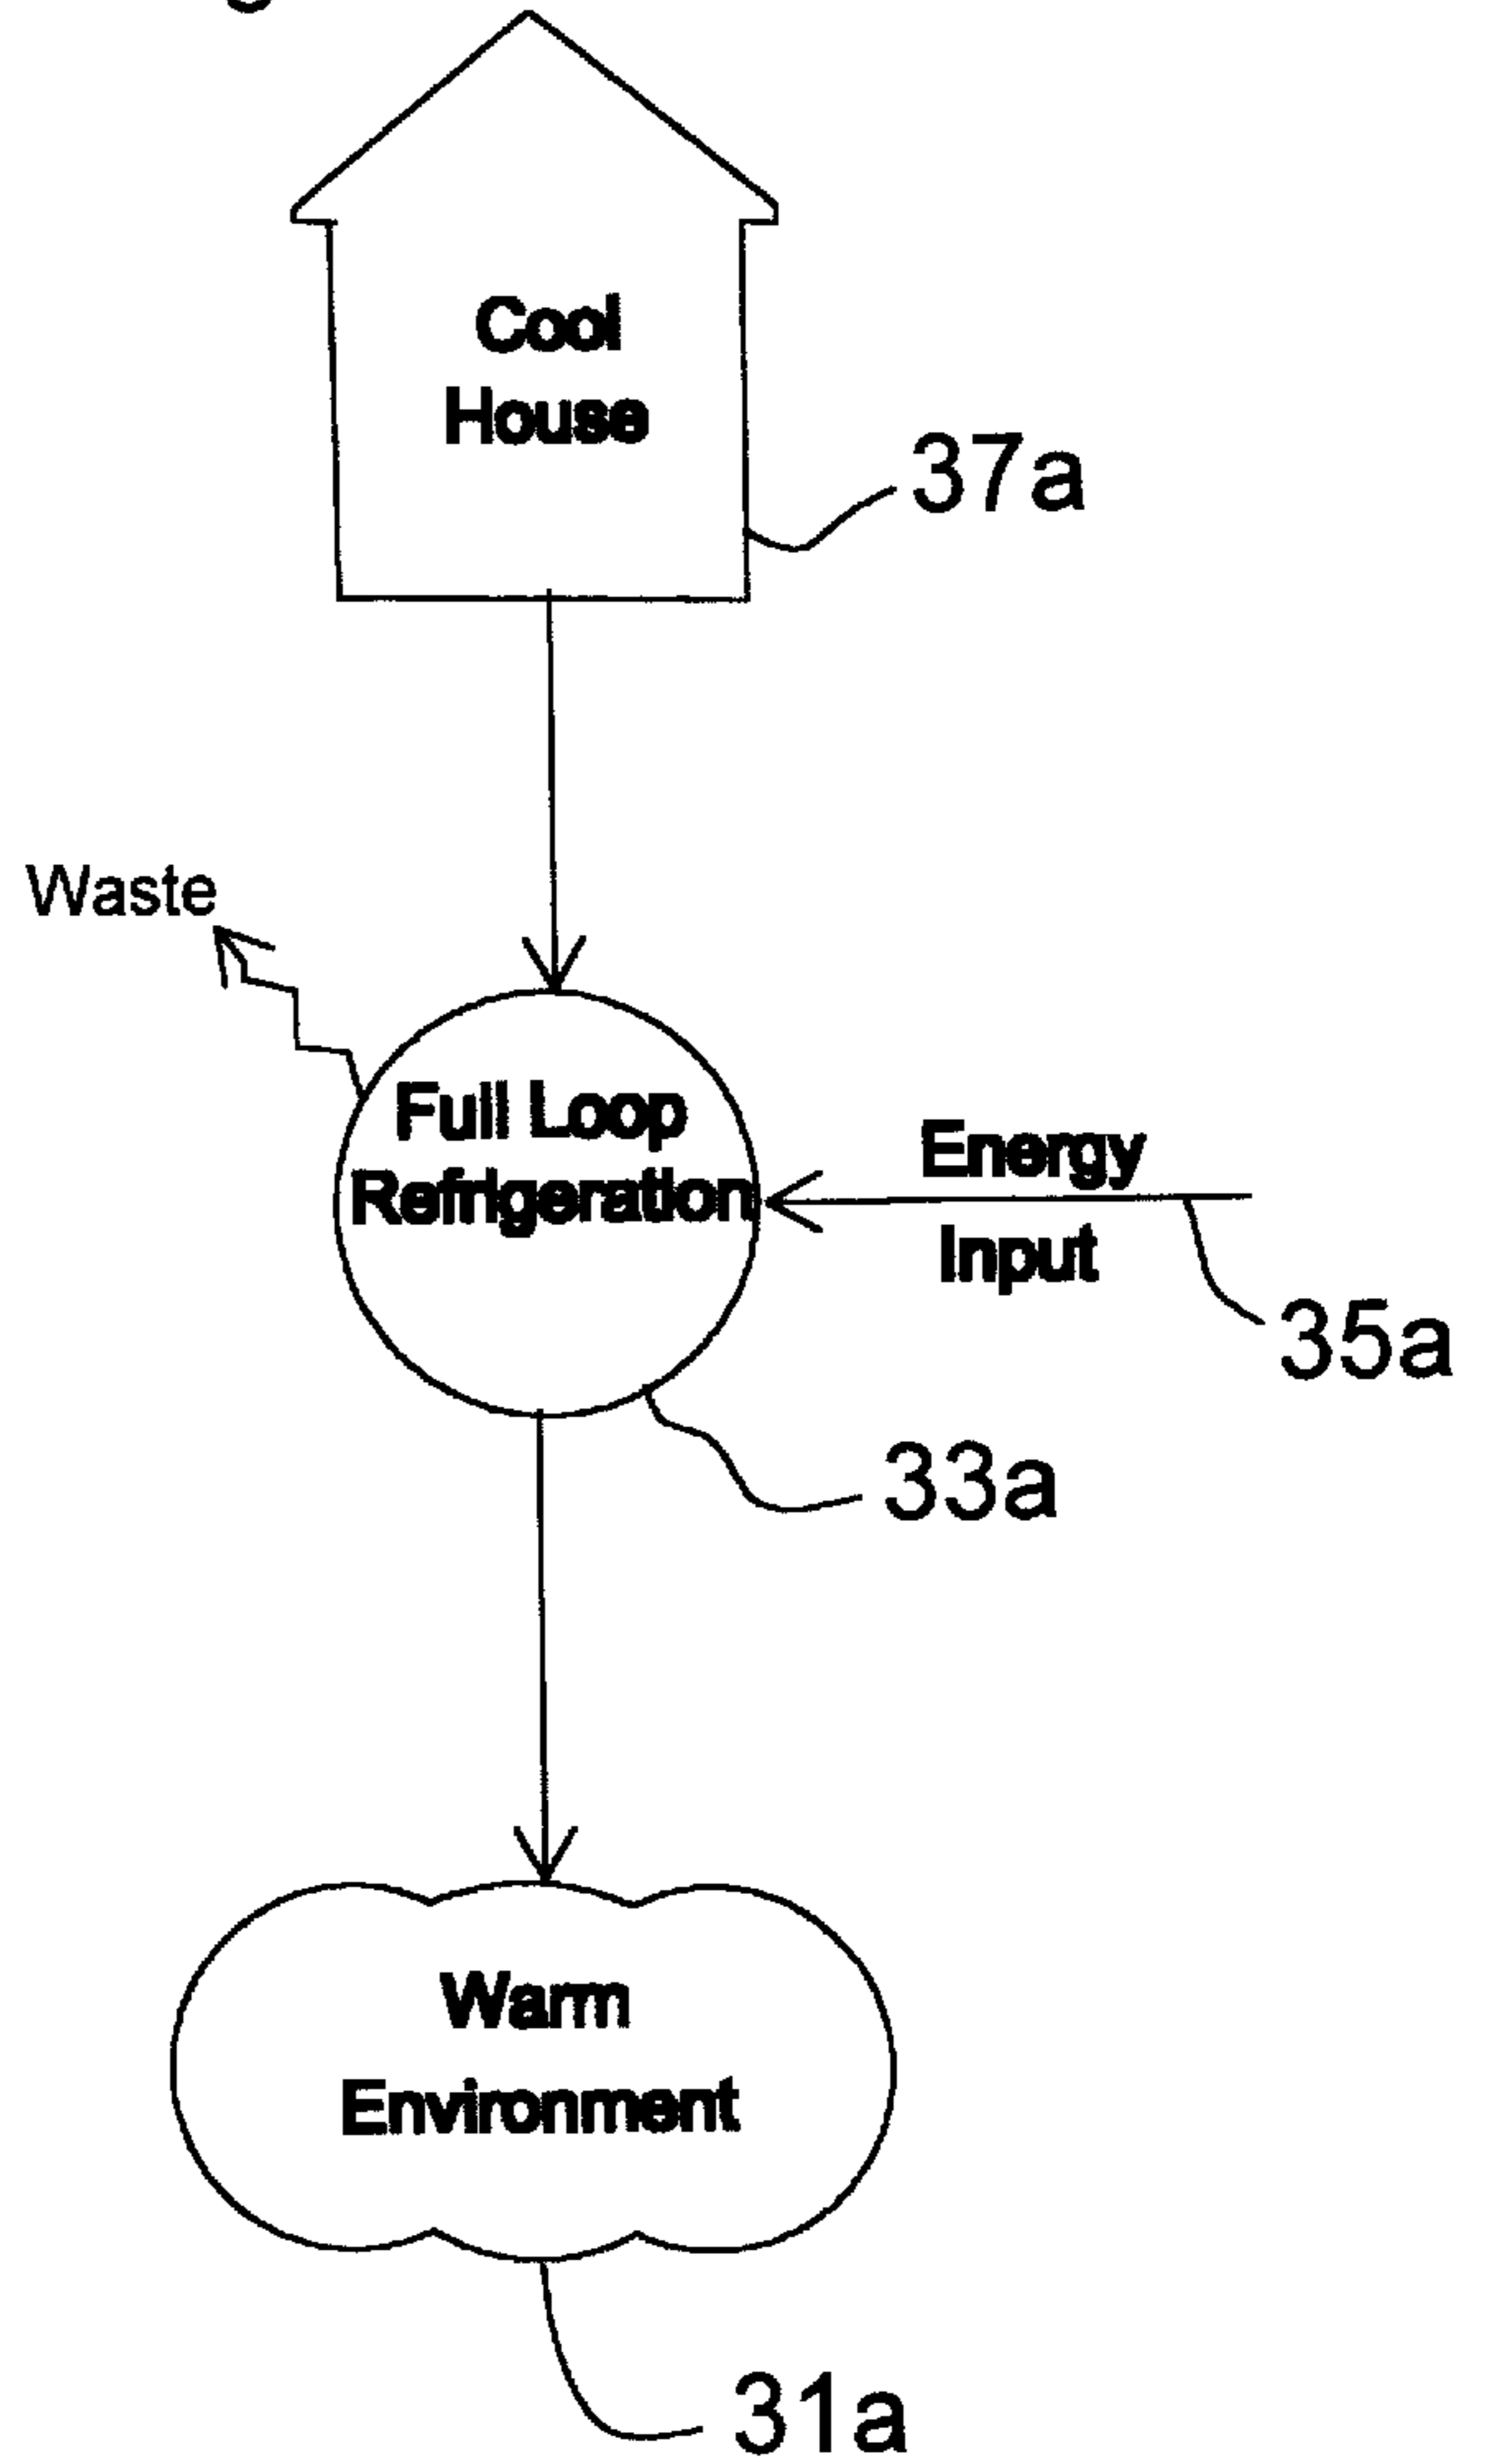 Cool
House
37a
Waste
Full Loop
Refrigeration
Energy
Input
35a
33a
Warm
Environment
31a